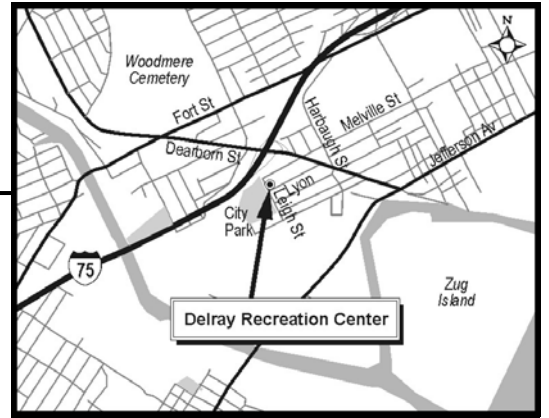 N
Woodmere
Cemetery
Fort St
Harbaugh St
Melville St
Dearborn St
Jefferson Av
Lyon
Leigh St
City
Park
75
Zug
Island
Delray Recreation Center